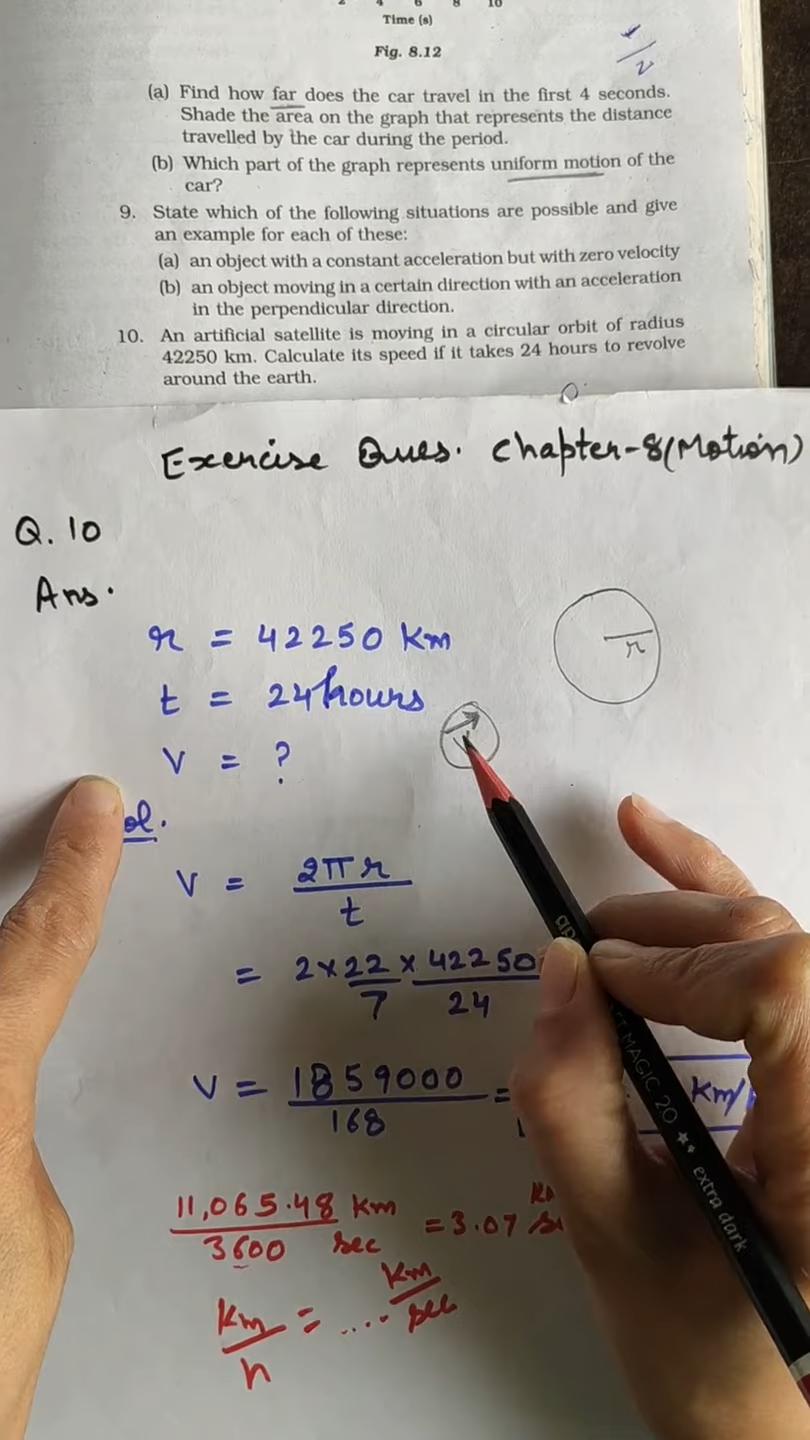 Time (s)
Fig. 8.12
(a) Find how far does the car travel in the first 4 seconds.
Shade the area on the graph that represents the distance
travelled by the car during the period.
(b) Which part of the graph represents uniform motion of the
car?
9. State which of the following situations are possible and give
an example for each of these:
(a) an object with a constant acceleration but with zero velocity
(b) an object moving in a certain direction with an acceleration
in the perpendicular direction.
10. An artificial satellite is moving in a circular orbit of radius
42250 km. Calculate its speed if it takes 24 hours to revolve
around the earth.
Exercise Ques. Chapter-8(Motion)
Q. 10
Ans.
r = 42250 Km
r
t = 24 hours
V = ?
ol.
V = 2πr
t
= 2×22 × 42250
7 24
V = 1859000 =
168
Km/
11,065.48 Km
3600 sec
= 3.07
Km = .... Km
h sec
MAGIC 20 extra dark